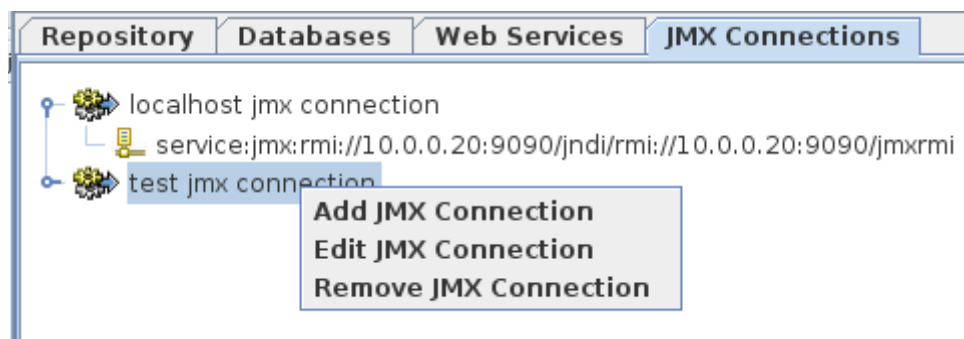 Repository Databases Web Services JMX Connections
localhost jmx connection
service:jmx:rmi://10.0.0.20:9090/jndi/rmi://10.0.0.20:9090/jmxrmi
test jmx connection
Add JMX Connection
Edit JMX Connection
Remove JMX Connection